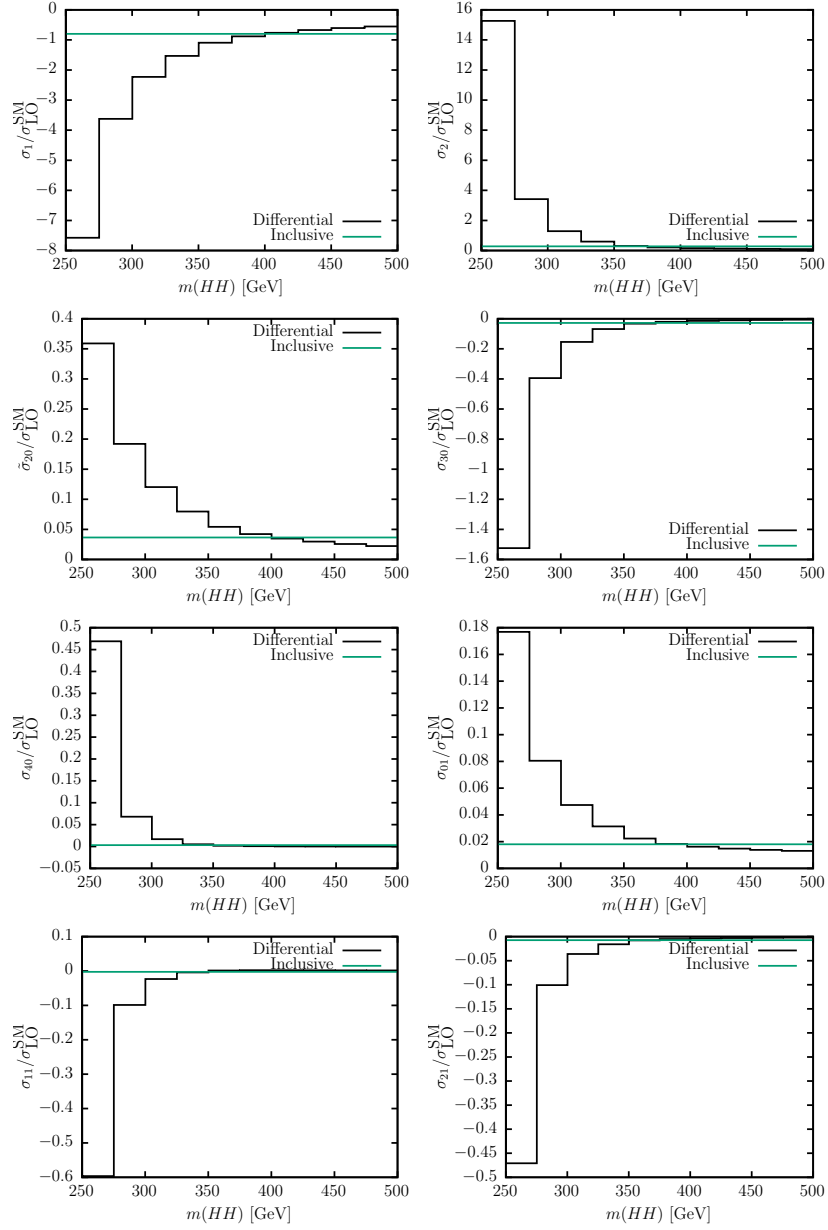 0
−1
−2
−3
−4
−5
−6
−7
−8
σ₁/σ_LO^SM
Differential
Inclusive
250 300 350 400 450 500
m(HH) [GeV]
16
14
12
10
8
6
4
2
0
σ₂/σ_LO^SM
Differential
Inclusive
250 300 350 400 450 500
m(HH) [GeV]
0.4
0.35
0.3
0.25
0.2
0.15
0.1
0.05
0
σ̃₂₀/σ_LO^SM
Differential
Inclusive
250 300 350 400 450 500
m(HH) [GeV]
0
−0.2
−0.4
−0.6
−0.8
−1
−1.2
−1.4
−1.6
σ₃₀/σ_LO^SM
Differential
Inclusive
250 300 350 400 450 500
m(HH) [GeV]
0.5
0.45
0.4
0.35
0.3
0.25
0.2
0.15
0.1
0.05
0
−0.05
σ₄₀/σ_LO^SM
Differential
Inclusive
250 300 350 400 450 500
m(HH) [GeV]
0.18
0.16
0.14
0.12
0.1
0.08
0.06
0.04
0.02
0
σ₀₁/σ_LO^SM
Differential
Inclusive
250 300 350 400 450 500
m(HH) [GeV]
0.1
0
−0.1
−0.2
−0.3
−0.4
−0.5
−0.6
σ₁₁/σ_LO^SM
Differential
Inclusive
250 300 350 400 450 500
m(HH) [GeV]
0
−0.05
−0.1
−0.15
−0.2
−0.25
−0.3
−0.35
−0.4
−0.45
−0.5
σ₂₁/σ_LO^SM
Differential
Inclusive
250 300 350 400 450 500
m(HH) [GeV]